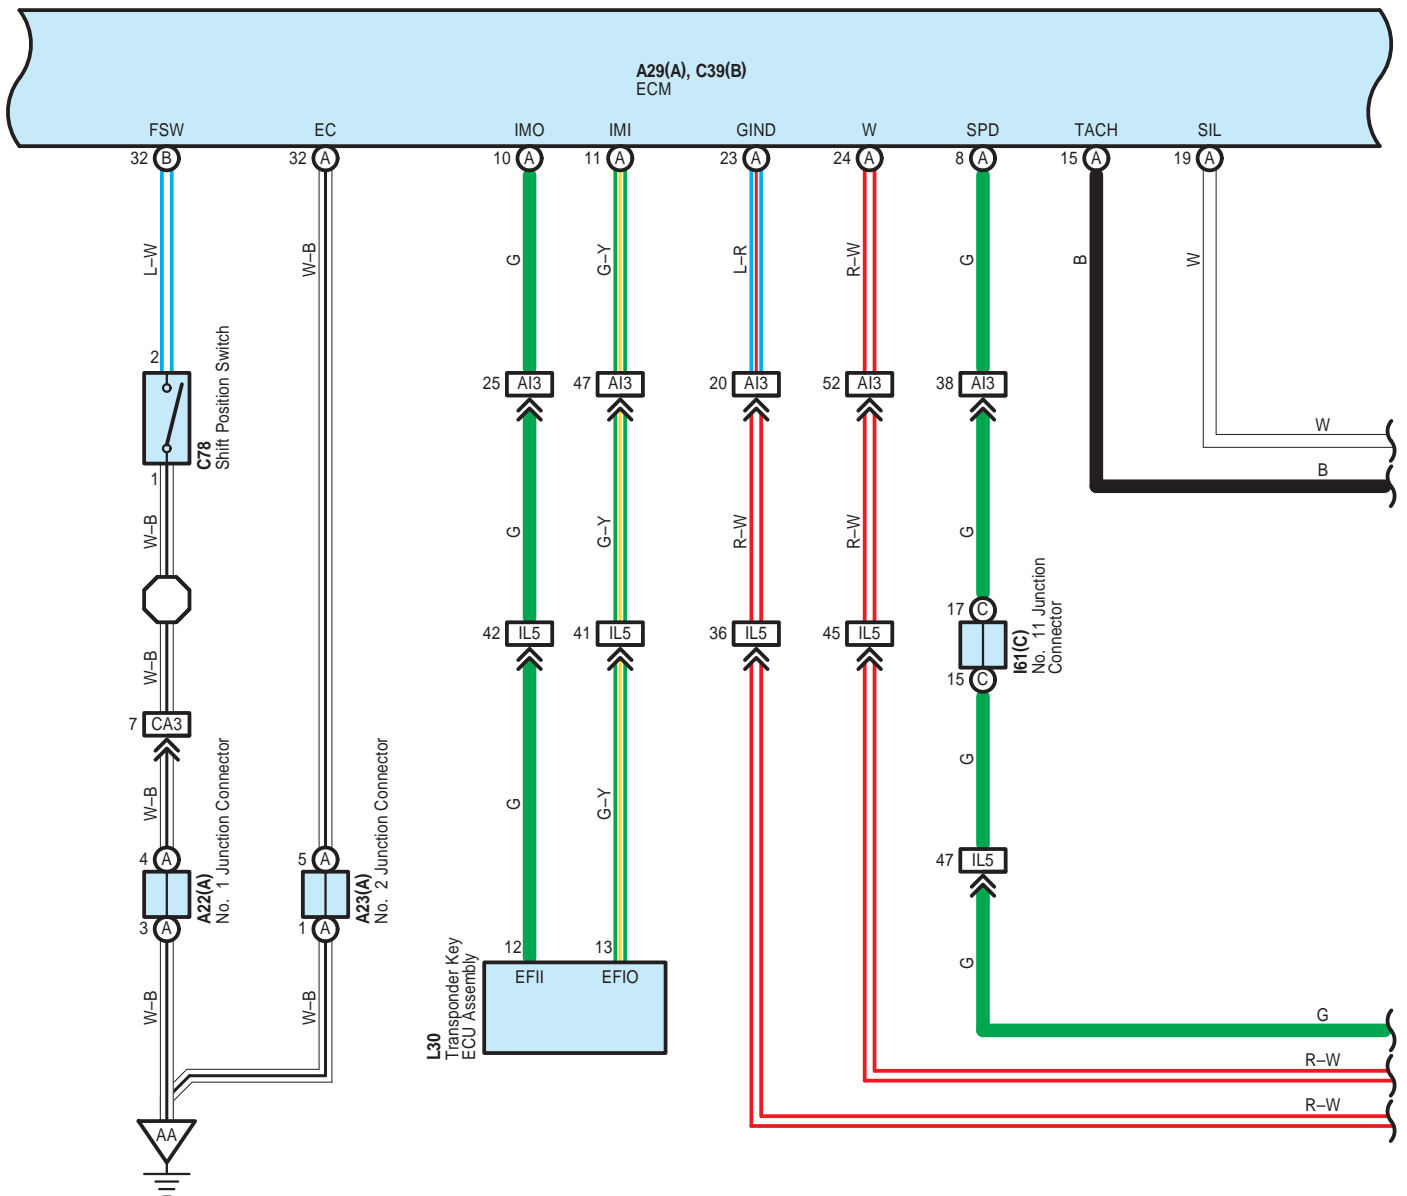 A29(A), C39(B)
ECM
FSW EC IMO IMI GIND W SPD TACH SIL
32 B 32 A 10 A 11 A 23 A 24 A 8 A 15 A 19 A
L–W W–B G G–Y L–R R–W G B W
2
C78
Shift Position Switch
1
25 AI3 47 AI3 20 AI3 52 AI3 38 AI3
W
B
W–B G G–Y R–W R–W G
17 C
42 IL5 41 IL5 36 IL5 45 IL5
I61(C)
No. 11 Junction
Connector
15 C
W–B
7 CA3
W–B G G–Y G
4 A 5 A 47 IL5
A22(A)
No. 1 Junction Connector
A23(A)
No. 2 Junction Connector
3 A 1 A
12 13
EFII EFIO
L30
Transponder Key
ECU Assembly
W–B W–B G
G
R–W
R–W
AA